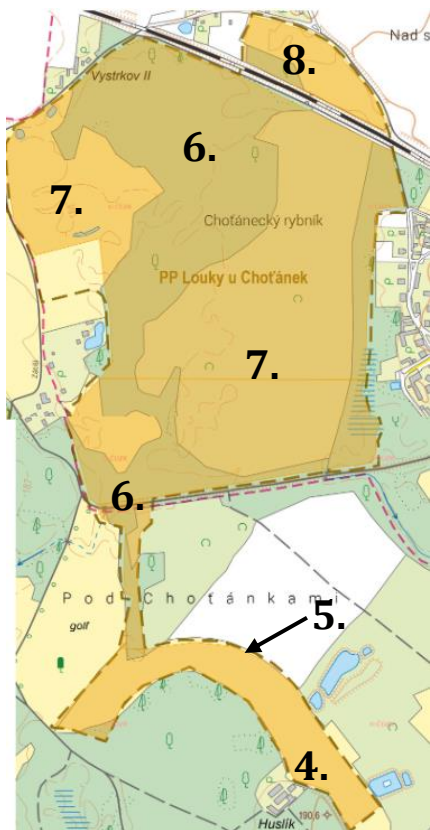 Nad s
8.
Vystrkov II
6.
7.
Choťánecký rybník
PP Louky u Choťánek
7.
6.
Pod Choťánkami
5.
golf
4.
Huslík
190,6